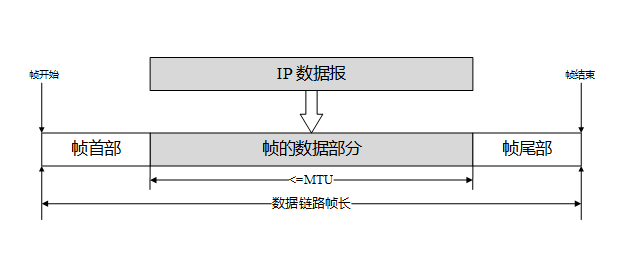 IP 数据报
帧开始
帧结束
帧首部
帧的数据部分
帧尾部
<=MTU
数据链路帧长